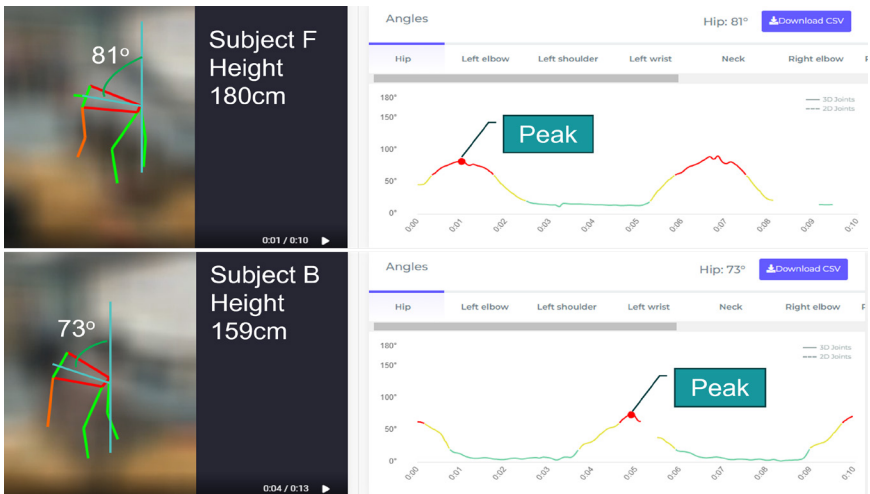 81°
Subject F
Height
180cm
0:01 / 0:10
Angles
Hip: 81°
Download CSV
Hip
Left elbow
Left shoulder
Left wrist
Neck
Right elbow
180°
150°
100°
50°
0°
3D Joints
2D Joints
Peak
0:00
0:01
0:02
0:03
0:04
0:05
0:06
0:07
0:08
0:09
0:10
73°
Subject B
Height
159cm
0:04 / 0:13
Angles
Hip: 73°
Download CSV
Hip
Left elbow
Left shoulder
Left wrist
Neck
Right elbow
180°
150°
100°
50°
0°
3D Joints
2D Joints
Peak
0:00
0:01
0:02
0:03
0:04
0:05
0:06
0:07
0:08
0:09
0:10